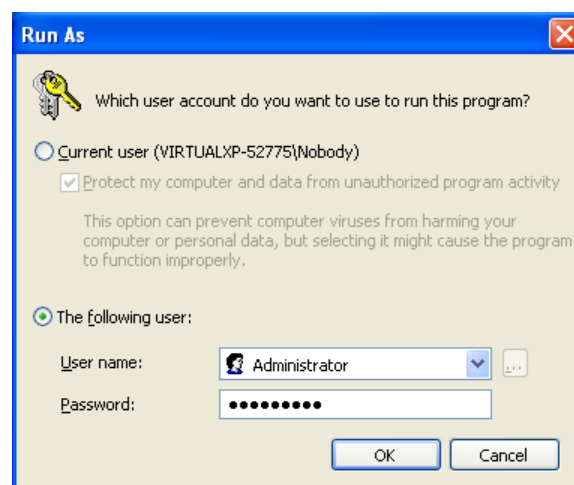 Run As
Which user account do you want to use to run this program?
Current user (VIRTUALXP-52775\Nobody)
Protect my computer and data from unauthorized program activity
This option can prevent computer viruses from harming your
computer or personal data, but selecting it might cause the program
to function improperly.
The following user:
User name: Administrator ...
Password: ●●●●●●●●●
OK Cancel